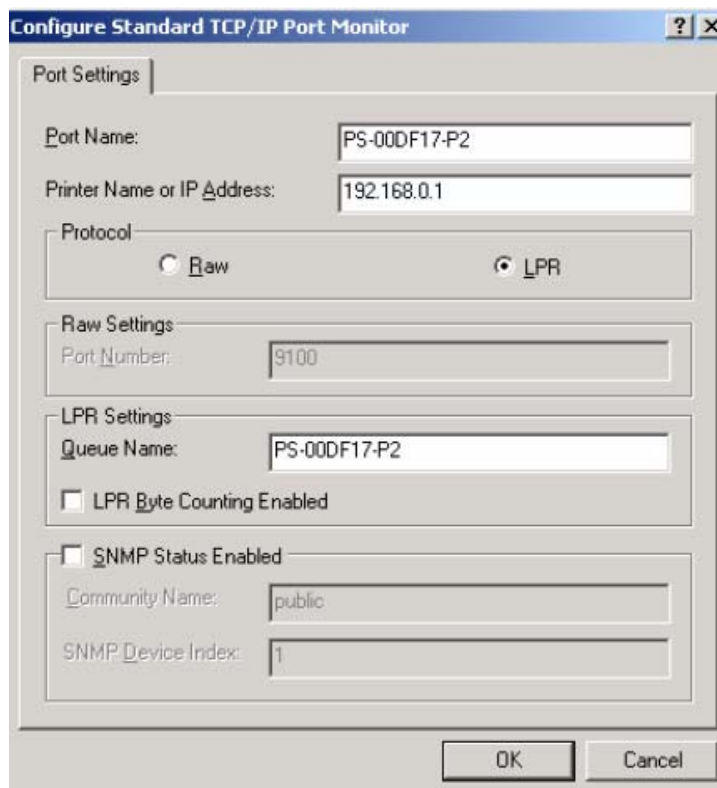 Configure Standard TCP/IP Port Monitor
Port Settings
Port Name: PS-00DF17-P2
Printer Name or IP Address: 192.168.0.1
Protocol
Raw LPR
Raw Settings
Port Number: 9100
LPR Settings
Queue Name: PS-00DF17-P2
LPR Byte Counting Enabled
SNMP Status Enabled
Community Name: public
SNMP Device Index: 1
OK Cancel